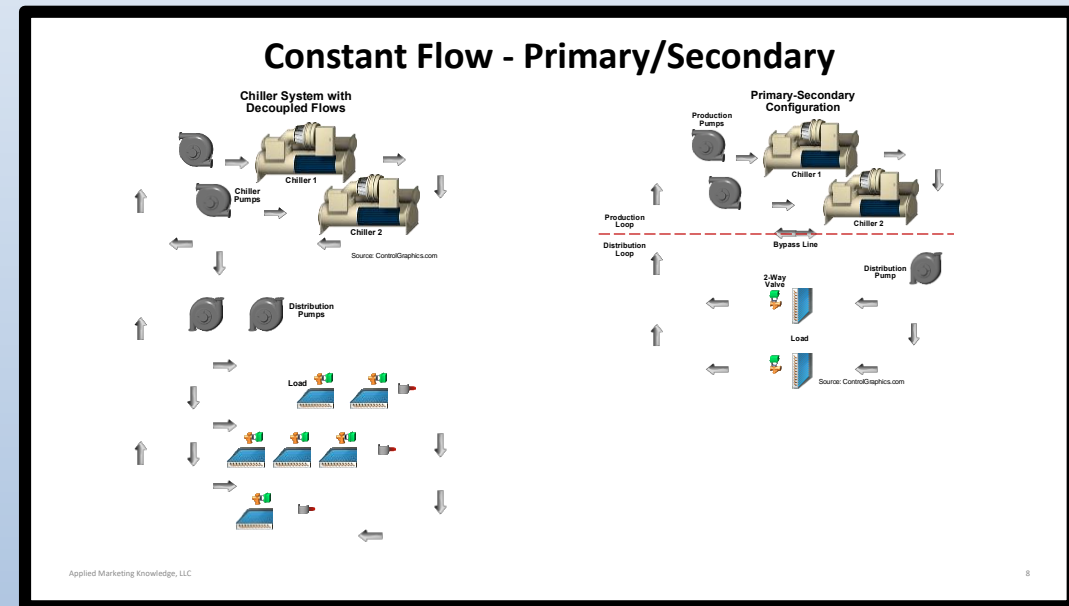 Constant Flow - Primary/Secondary
Chiller System with
Decoupled Flows
Chiller 1
Chiller
Pumps
Chiller 2
Source: ControlGraphics.com
Distribution
Pumps
Load
Primary-Secondary
Configuration
Production
Pumps
Chiller 1
Chiller 2
Production
Loop
Bypass Line
Distribution
Loop
Distribution
Pump
2-Way
Valve
Load
Source: ControlGraphics.com
Applied Marketing Knowledge, LLC
8